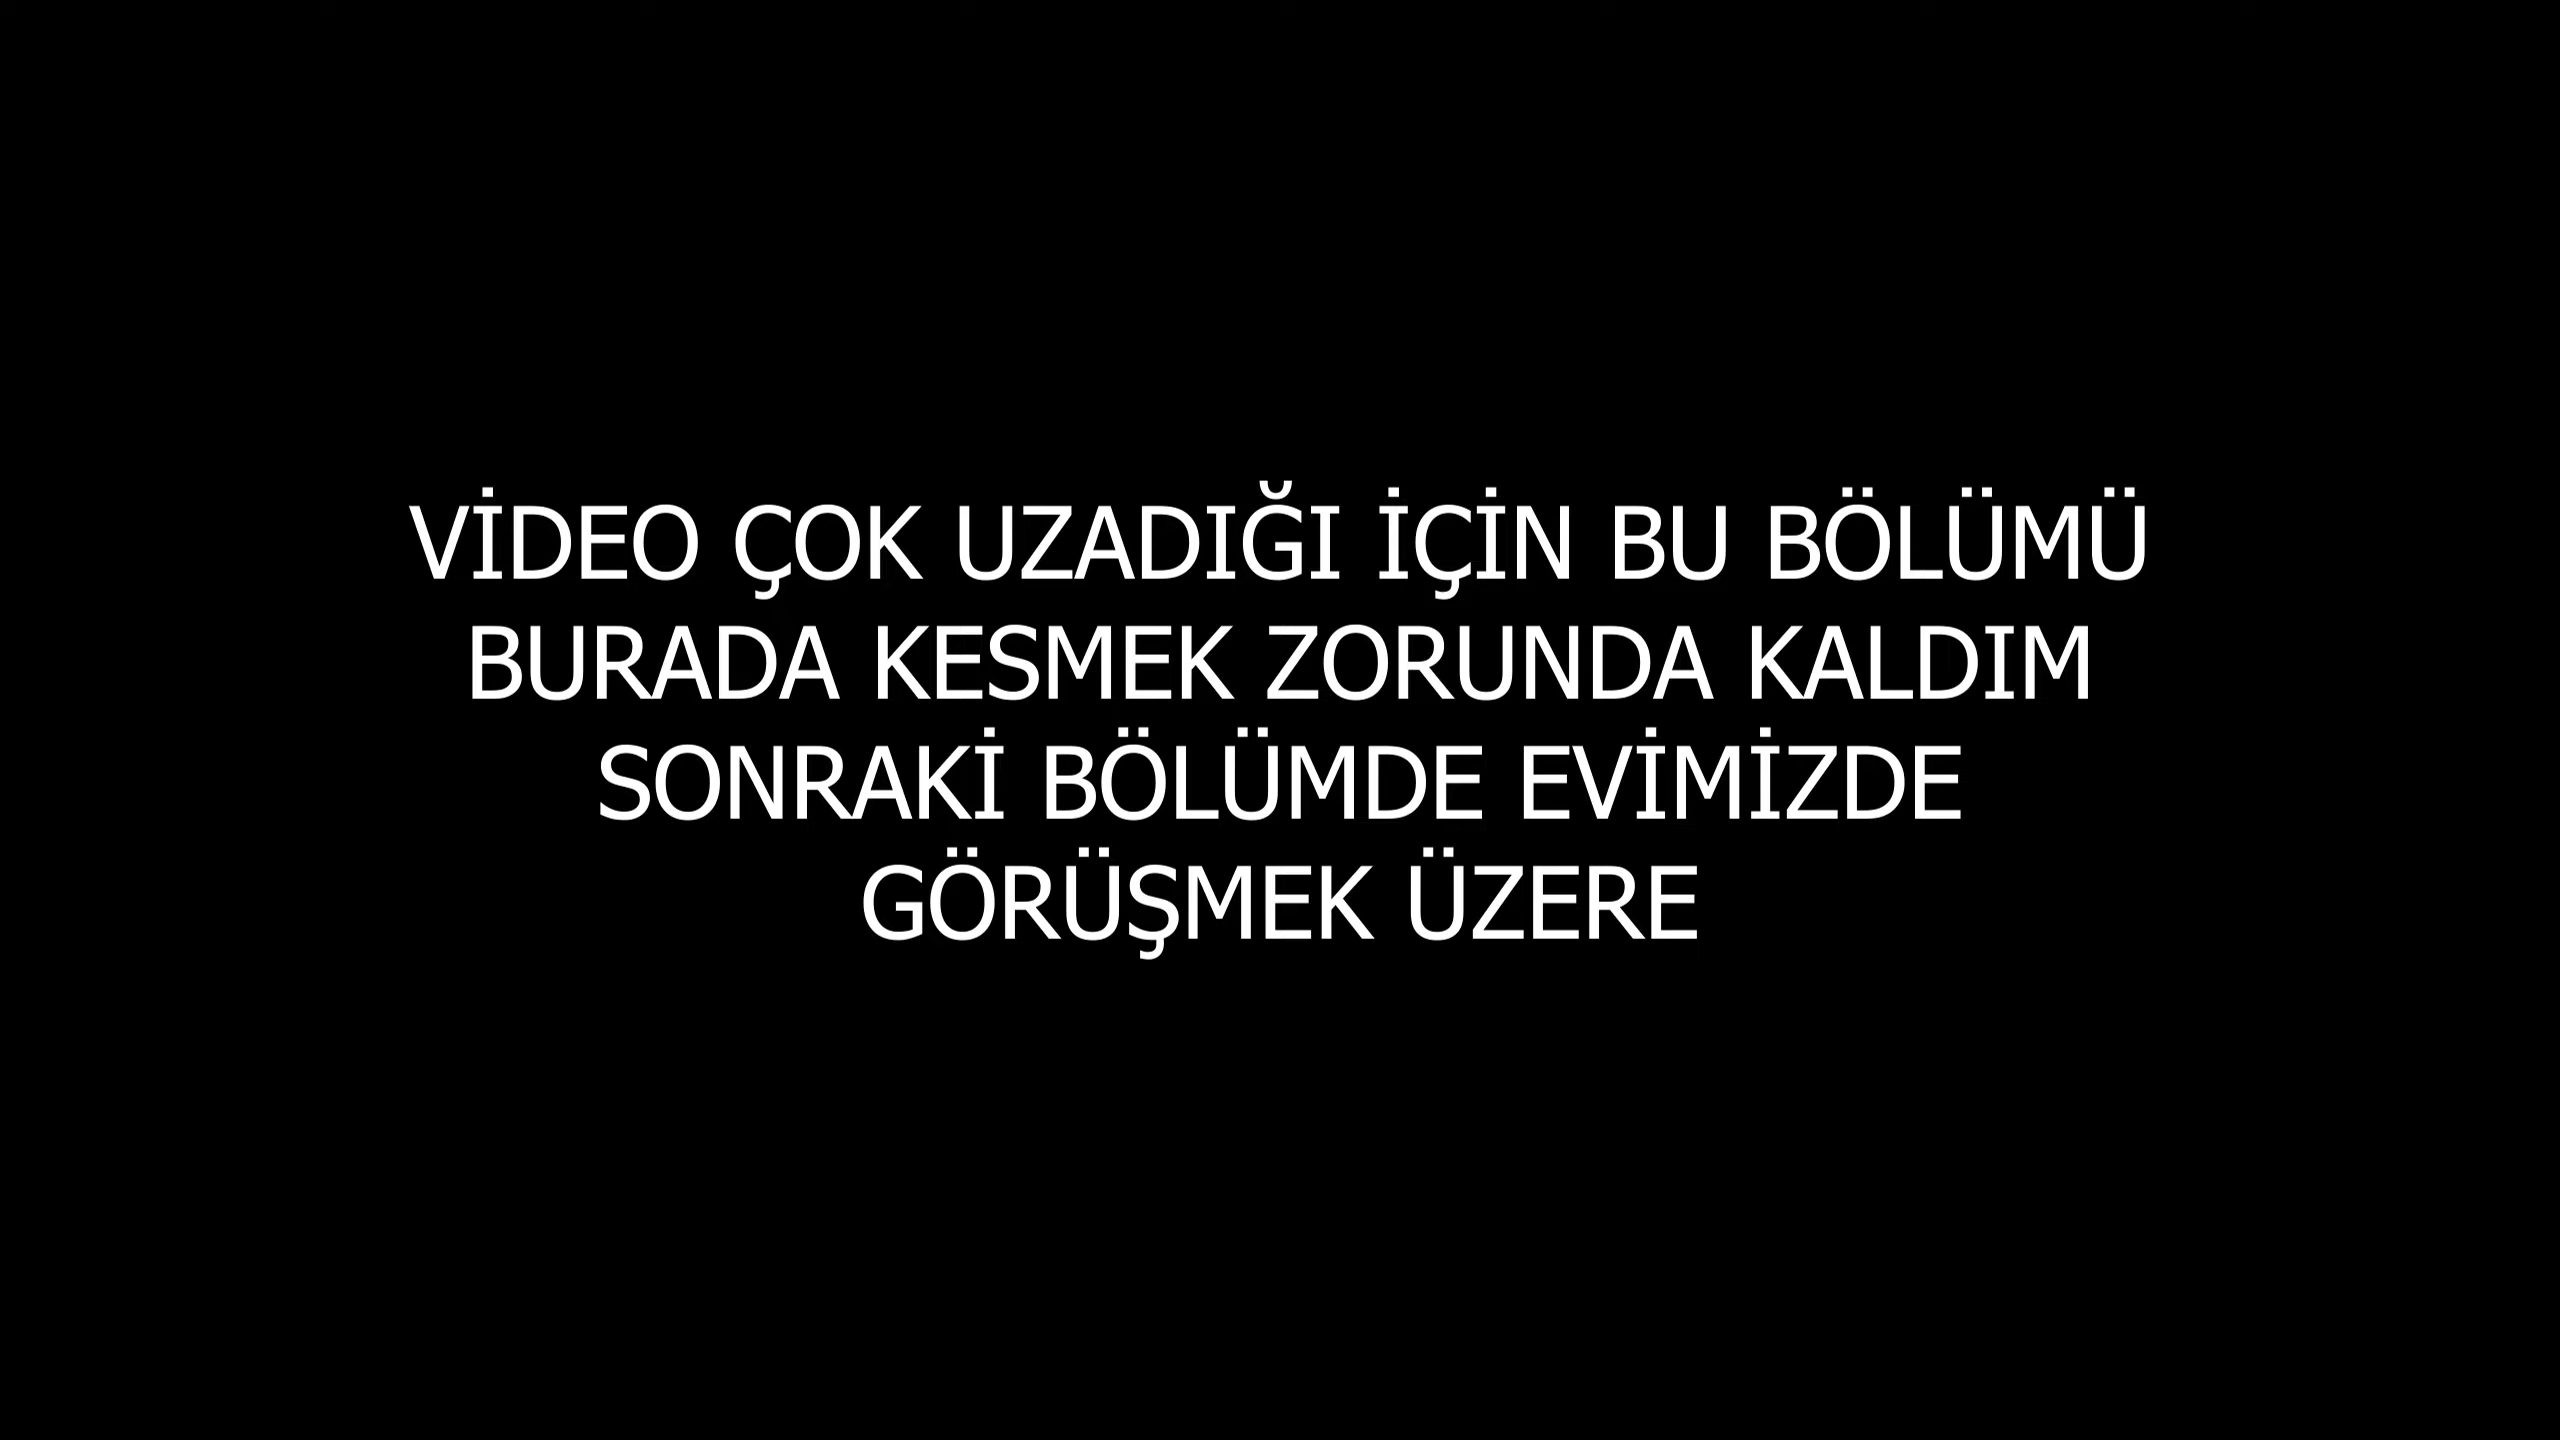 VİDEO ÇOK UZADIĞI İÇİN BU BÖLÜMÜ
BURADA KESMEK ZORUNDA KALDIM
SONRAKİ BÖLÜMDE EVİMİZDE
GÖRÜŞMEK ÜZERE